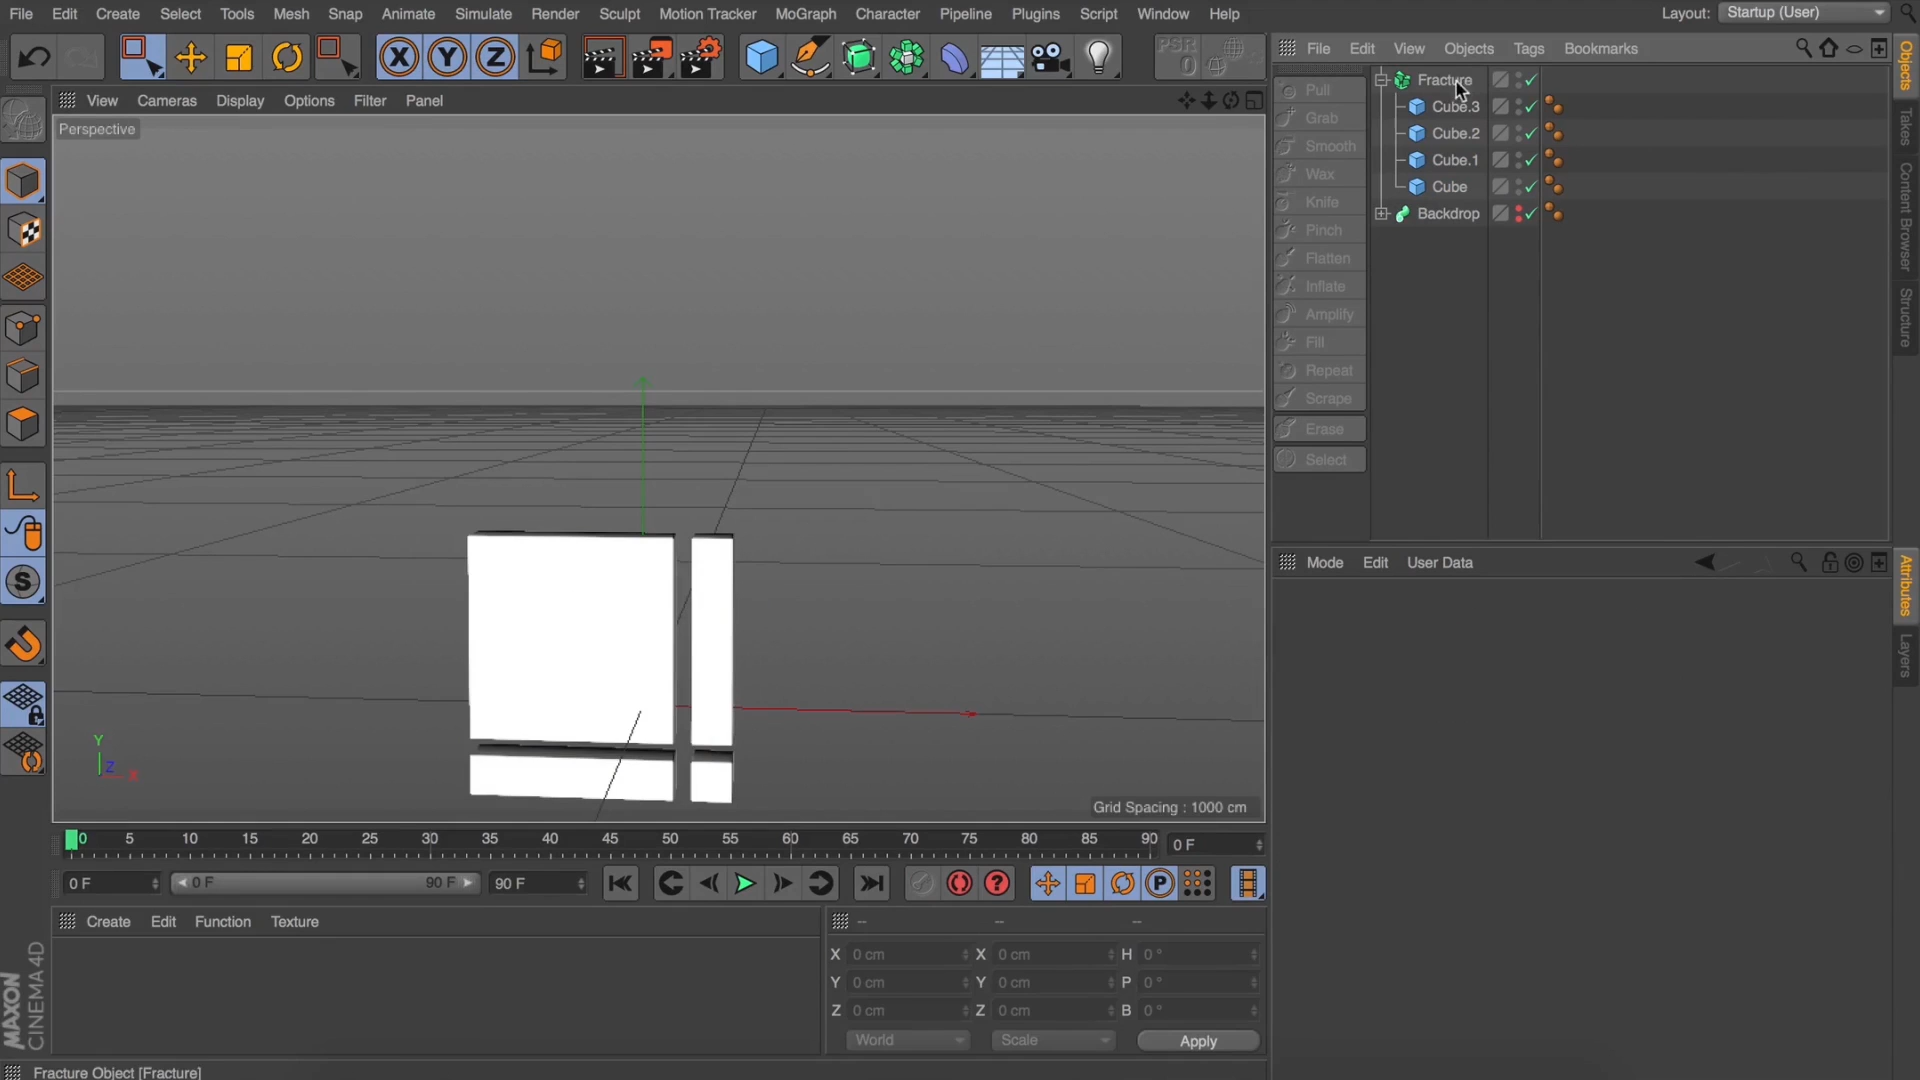 File Edit Create Select Tools Mesh Snap Animate Simulate Render Sculpt Motion Tracker MoGraph Character Pipeline Plugins Script Window Help
Layout: Startup (User)
X Y Z PSR 0
File Edit View Objects Tags Bookmarks
View Cameras Display Options Filter Panel
Perspective
Pull
Grab
Smooth
Wax
Knife
Pinch
Flatten
Inflate
Amplify
Fill
Repeat
Scrape
Erase
Select
Fracture
Cube.3
Cube.2
Cube.1
Cube
Backdrop
Objects
Takes
Content Browser
Structure
Mode Edit User Data
Attributes
Layers
S
Y
Z X
Grid Spacing : 1000 cm
0 5 10 15 20 25 30 35 40 45 50 55 60 65 70 75 80 85 90 0 F
0 F 0 F 90 F 90 F ? P
Create Edit Function Texture
-- -- --
X 0 cm X 0 cm H 0 °
Y 0 cm Y 0 cm P 0 °
Z 0 cm Z 0 cm B 0 °
World Scale Apply
MAXON
CINEMA 4D
Fracture Object [Fracture]